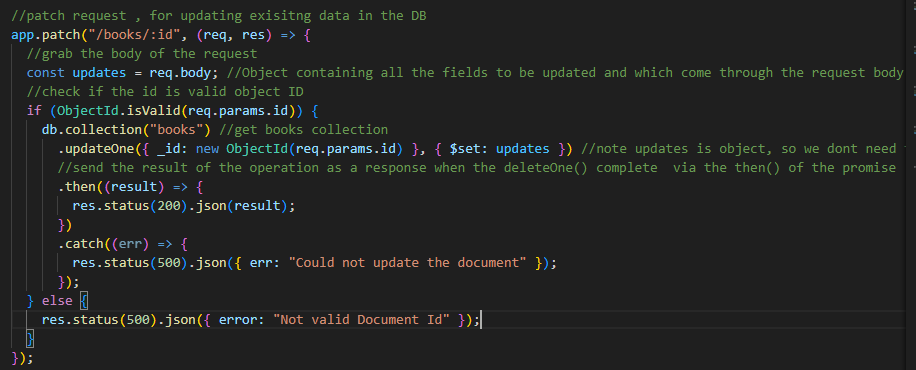 //patch request , for updating exisitng data in the DB
app.patch("/books/:id", (req, res) => {
  //grab the body of the request
  const updates = req.body; //Object containing all the fields to be updated and which come through the request body
  //check if the id is valid object ID
  if (ObjectId.isValid(req.params.id)) {
    db.collection("books") //get books collection
      .updateOne({ _id: new ObjectId(req.params.id) }, { $set: updates }) //note updates is object, so we dont need
      //send the result of the operation as a response when the deleteOne() complete  via the then() of the promise
      .then((result) => {
        res.status(200).json(result);
      })
      .catch((err) => {
        res.status(500).json({ err: "Could not update the document" });
      });
  } else {
    res.status(500).json({ error: "Not valid Document Id" });
  }
});